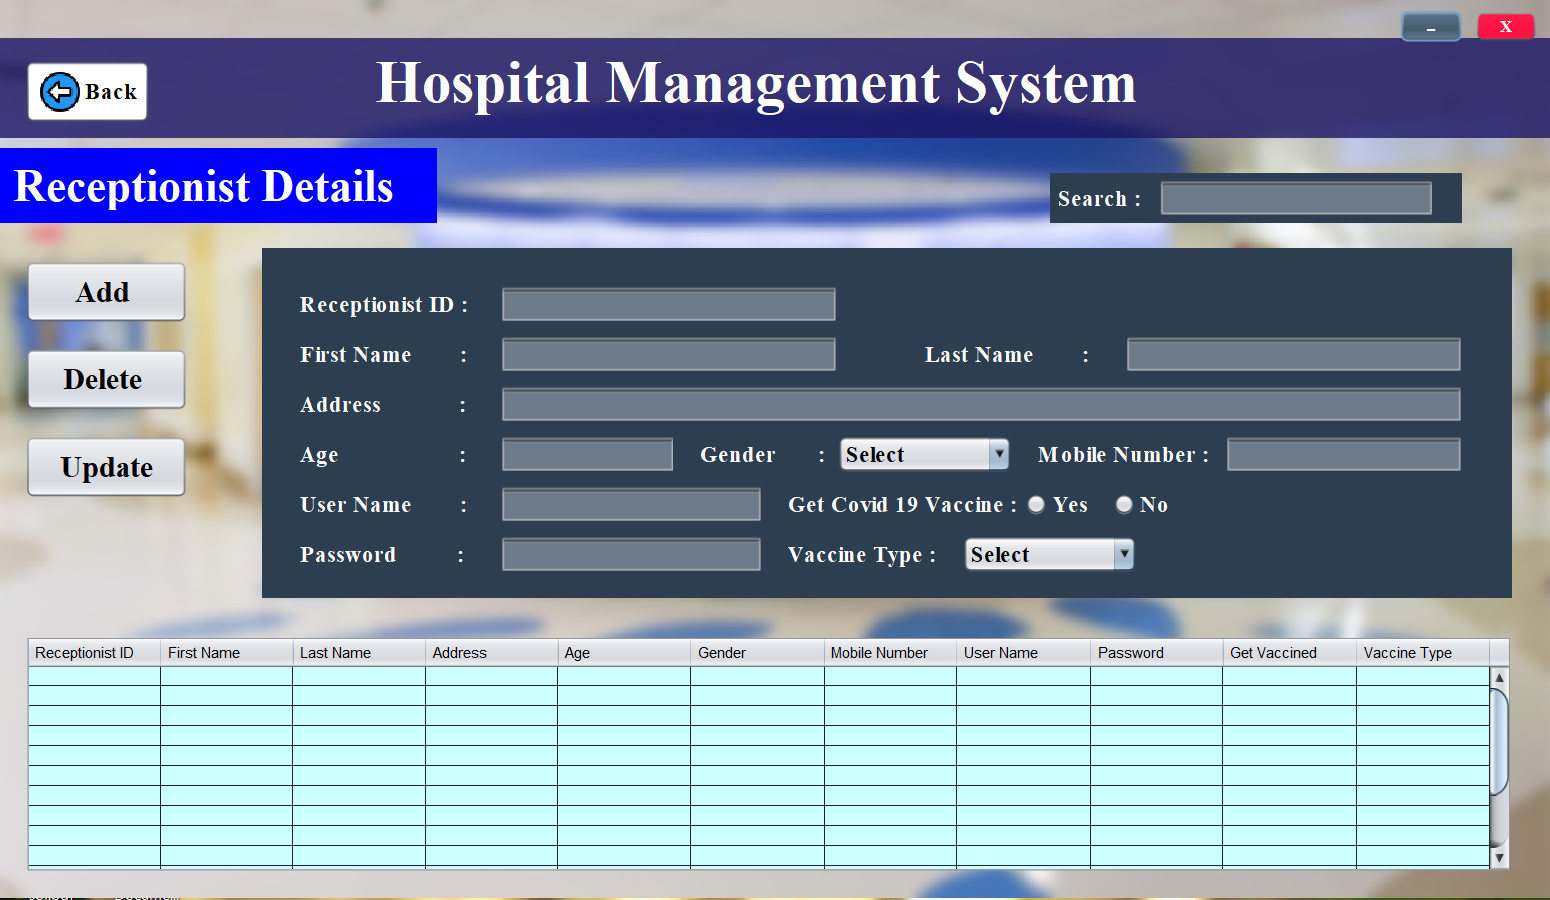 – X
Back Hospital Management System
Receptionist Details
Search :
Add
Delete
Update
Receptionist ID :
First Name : Last Name :
Address :
Age : Gender : Select Mobile Number :
User Name : Get Covid 19 Vaccine : Yes No
Password : Vaccine Type : Select
Receptionist ID First Name Last Name Address Age Gender Mobile Number User Name Password Get Vaccined Vaccine Type